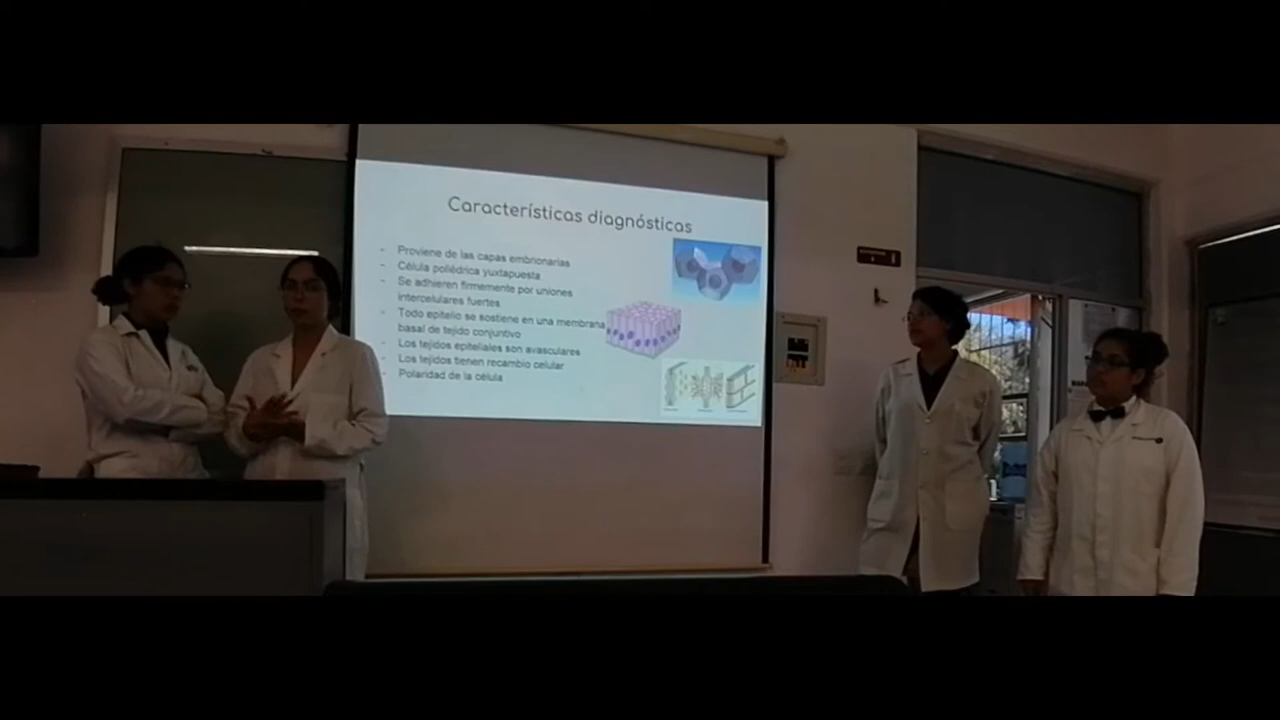 Características diagnósticas
- Proviene de las capas embrionarias
- Célula poliédrica yuxtapuesta
- Se adhieren firmemente por uniones
intercelulares fuertes
- Todo epitelio se sostiene en una membrana
basal de tejido conjuntivo
- Los tejidos epiteliales son avasculares
- Los tejidos tienen recambio celular
- Polaridad de la célula